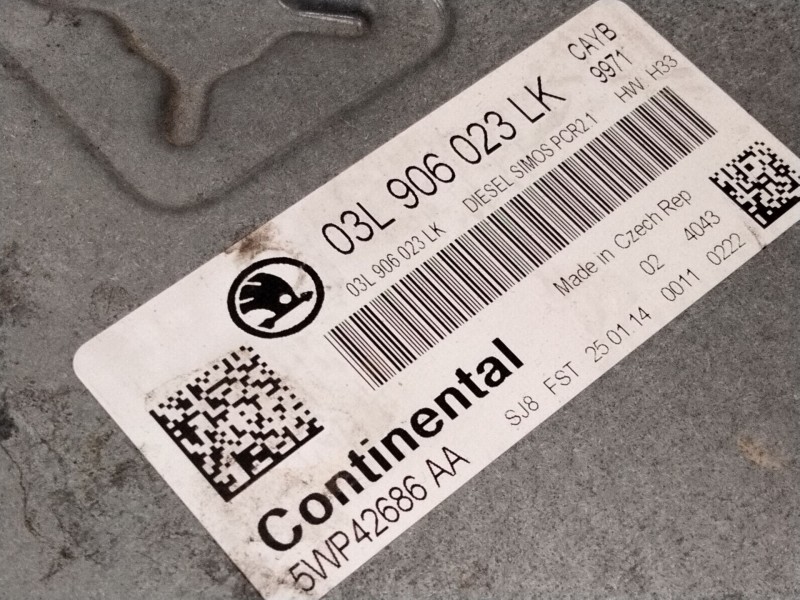 CAYB
9971
03L 906 023 LK
HW H33
03L 906 023 LK DIESEL SIMOS PCR2.1
Made in Czech Rep
02 4043
Continental
SJ8 FST 25.01.14 0011 0222
5WP42686 AA